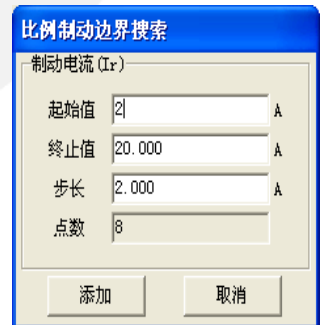 比例制动边界搜索
制动电流(Ir)
起始值 2 A
终止值 20.000 A
步长 2.000 A
点数 8
添加 取消